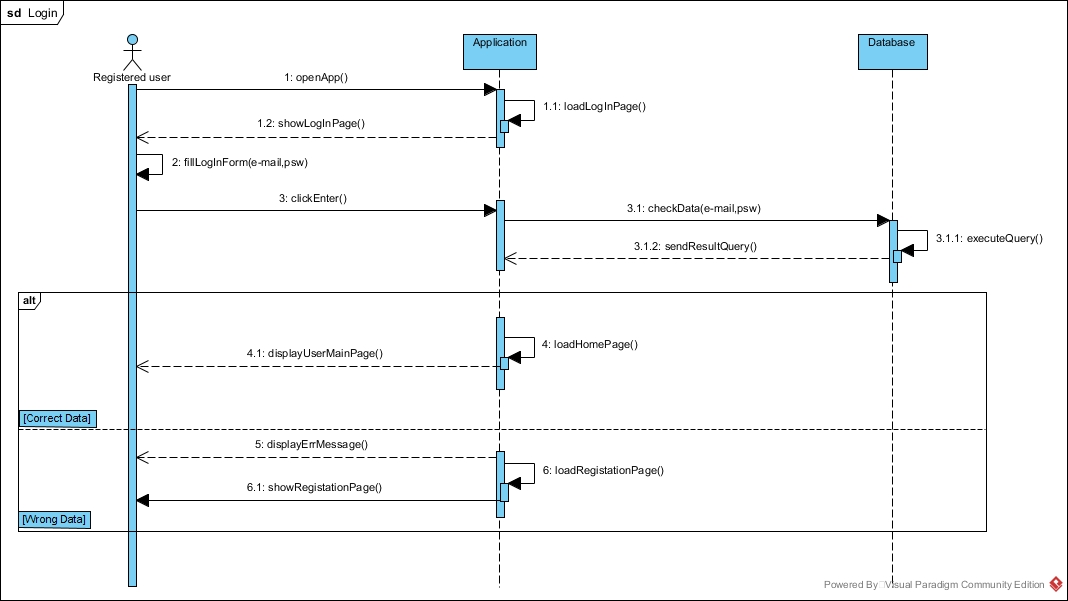 sd Login
Registered user
Application
Database
1: openApp()
1.1: loadLogInPage()
1.2: showLogInPage()
2: fillLogInForm(e-mail,psw)
3: clickEnter()
3.1: checkData(e-mail,psw)
3.1.1: executeQuery()
3.1.2: sendResultQuery()
alt
4: loadHomePage()
4.1: displayUserMainPage()
[Correct Data]
5: displayErrMessage()
6: loadRegistationPage()
6.1: showRegistationPage()
[Wrong Data]
Powered By Visual Paradigm Community Edition